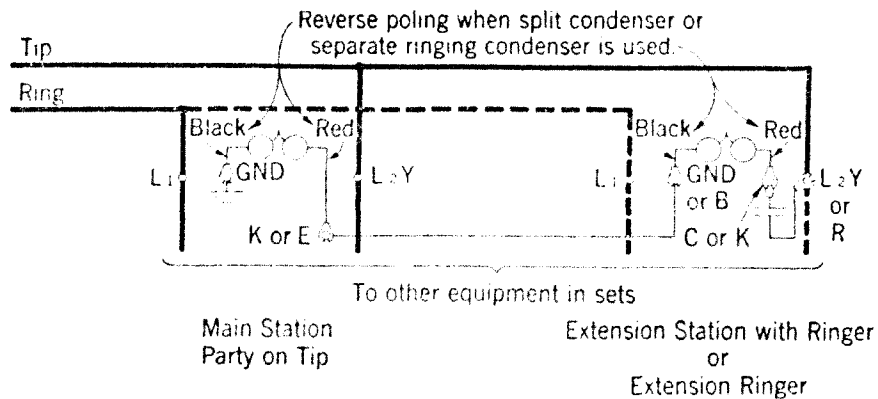 Reverse poling when split condenser or
separate ringing condenser is used.
Tip
Ring
Black
Red
Black
Red
L1
GND
L2Y
L1
GND
or B
L2Y
or
R
K or E
C or K
To other equipment in sets
Main Station
Party on Tip
Extension Station with Ringer
or
Extension Ringer